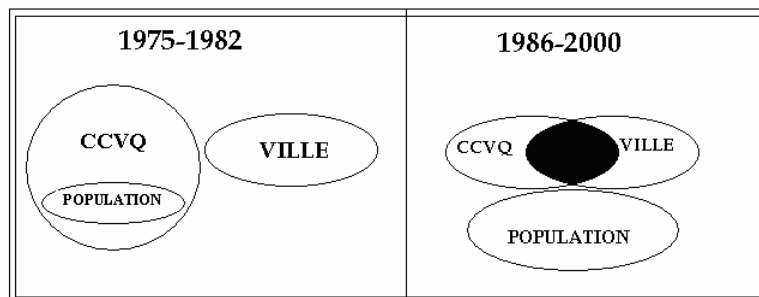 1975-1982
CCVQ
POPULATION
VILLE
1986-2000
CCVQ
VILLE
POPULATION